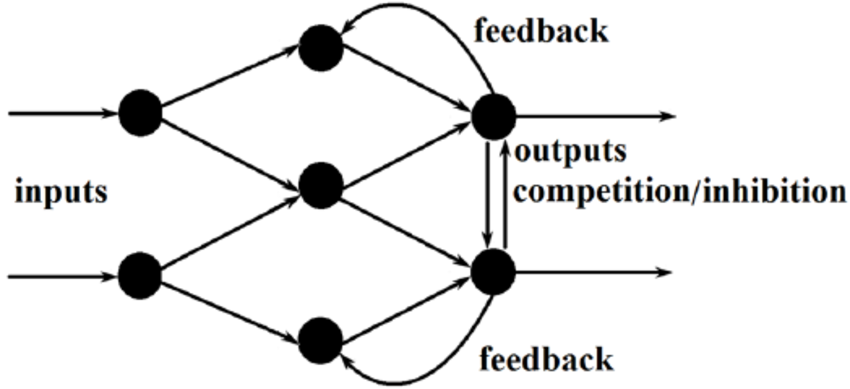 feedback
outputs
inputs
competition/inhibition
feedback